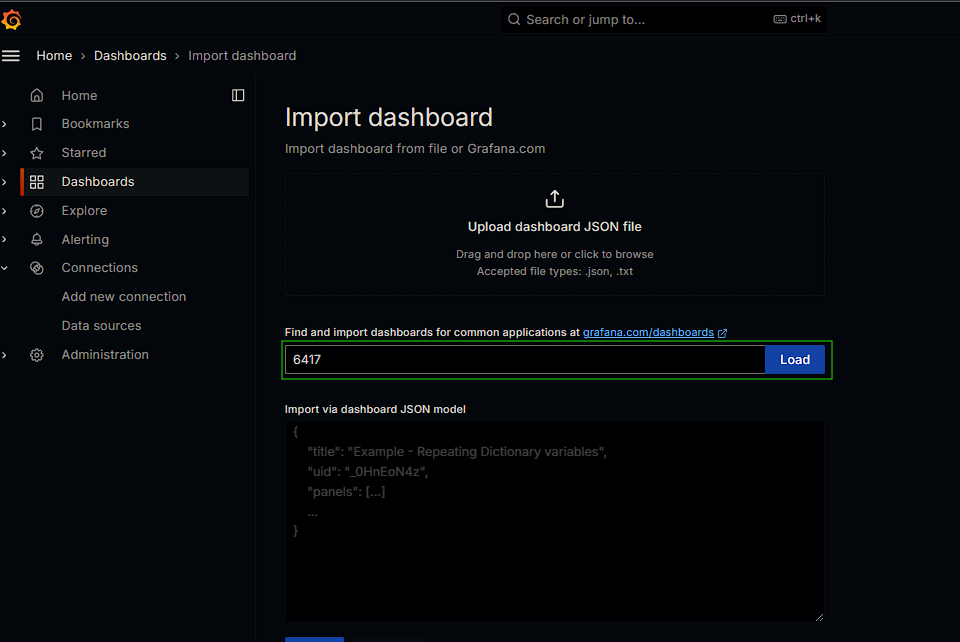 Search or jump to...
ctrl+k
Home › Dashboards › Import dashboard
Home
Bookmarks
Starred
Dashboards
Explore
Alerting
Connections
Add new connection
Data sources
Administration
Import dashboard
Import dashboard from file or Grafana.com
Upload dashboard JSON file
Drag and drop here or click to browse
Accepted file types: .json, .txt
Find and import dashboards for common applications at grafana.com/dashboards
6417
Load
Import via dashboard JSON model
{
"title": "Example - Repeating Dictionary variables",
"uid": "_0HnEoN4z",
"panels": [...]
...
}